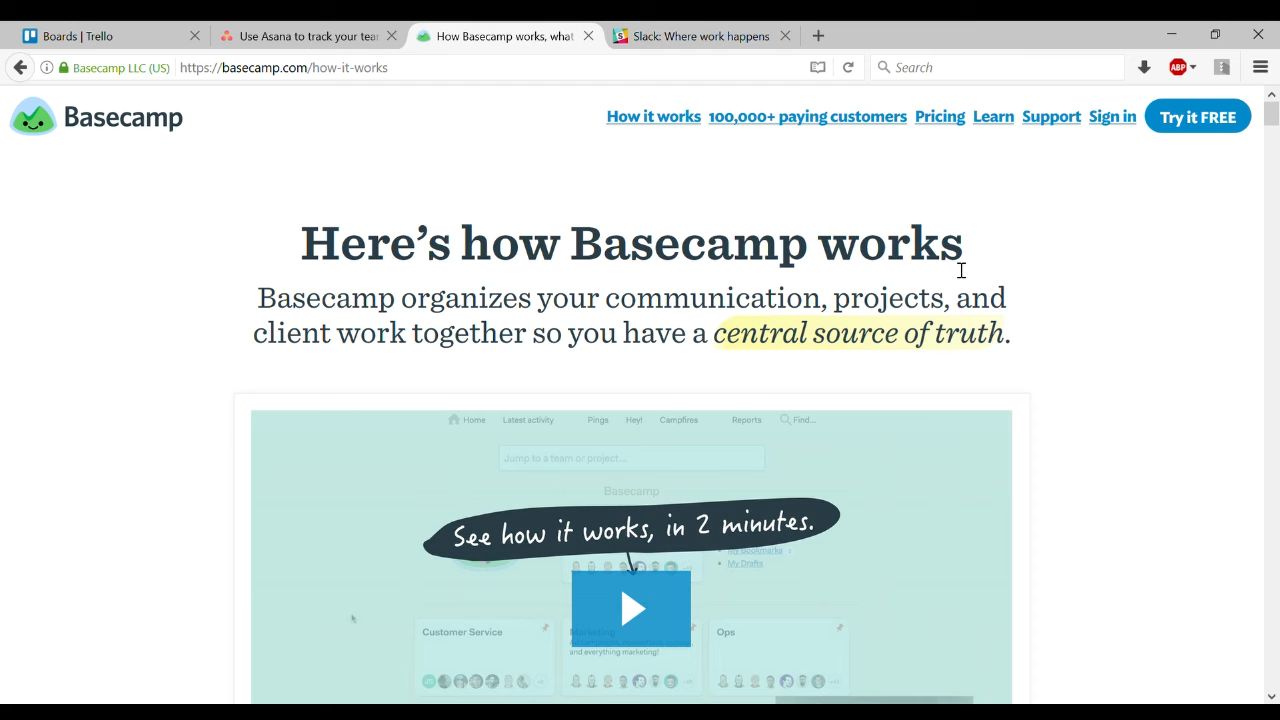 Boards | Trello
Use Asana to track your tea
How Basecamp works, what
Slack: Where work happens
Basecamp LLC (US)
https://basecamp.com/how-it-works
Search
ABP
Basecamp
How it works 100,000+ paying customers Pricing Learn Support Sign in Try it FREE
Here's how Basecamp works
Basecamp organizes your communication, projects, and
client work together so you have a central source of truth.
Home Latest activity Pings Hey! Campfires Reports Find...
Jump to a team or project...
Basecamp
See how it works, in 2 minutes.
My Bookmarks
My Drafts
Customer Service
Marketing
and everything marketing!
Ops